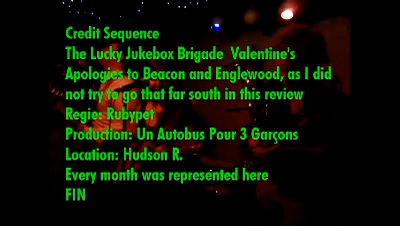 Credit Sequence
The Lucky Jukebox Brigade  Valentine's
Apologies to Beacon and Englewood, as I did
not try to go that far south in this review
Regie: Rubypet
Production: Un Autobus Pour 3 Garçons
Location: Hudson R.
Every month was represented here
FIN